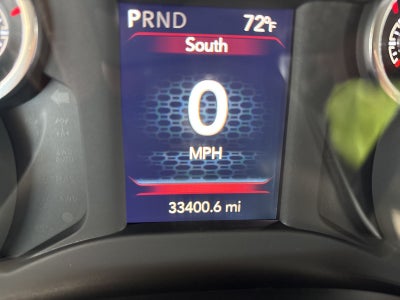 PRND 72°F
South
0
MPH
33400.6 mi